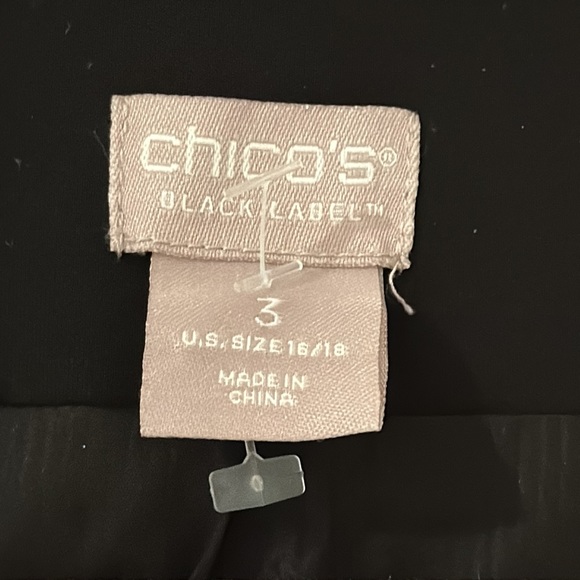 chico's®
BLACK LABEL™
3
U.S. SIZE 16/18
MADE IN
CHINA